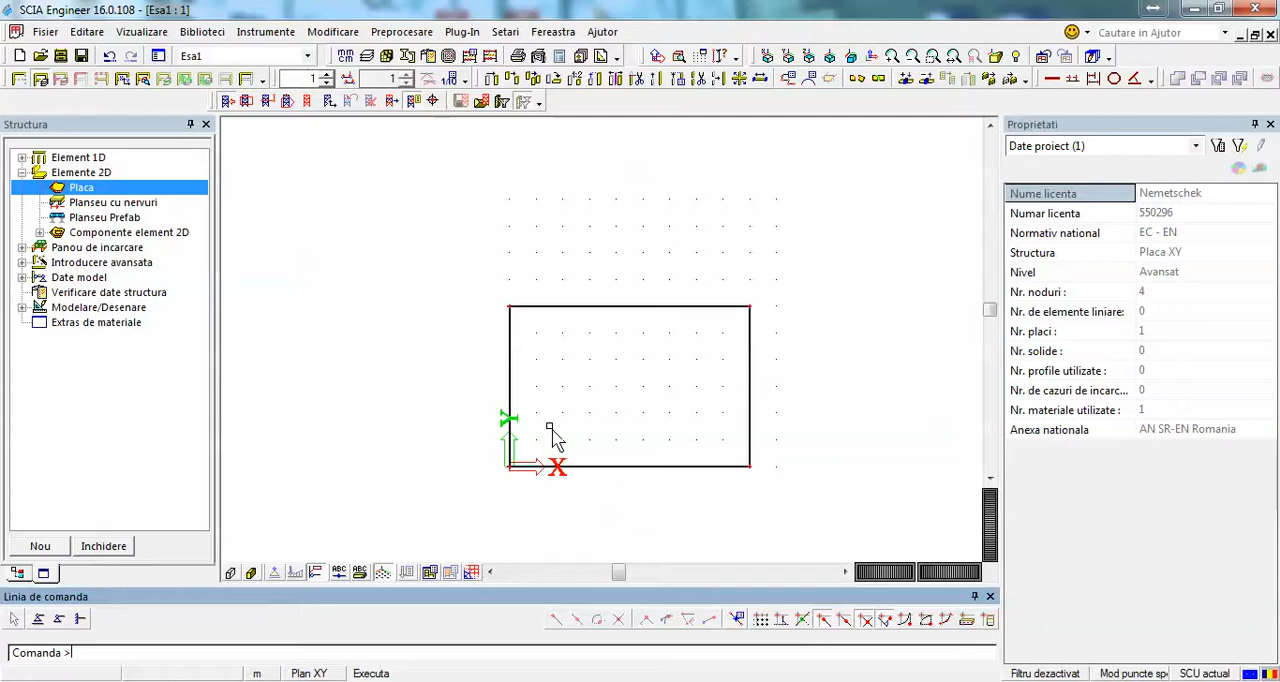 SCIA Engineer 16.0.108 - [Esa1 : 1]
Fisier Editare Vizualizare Biblioteci Instrumente Modificare Preprocesare Plug-In Setari Fereastra Ajutor Cautare in Ajutor
Esa1
1 1
Structura
Element 1D
Elemente 2D
Placa
Planseu cu nervuri
Planseu Prefab
Componente element 2D
Panou de incarcare
Introducere avansata
Date model
Verificare date structura
Modelare/Desenare
Extras de materiale
Nou Inchidere
Y
X
Proprietati
Date proiect (1)
Nume licenta Nemetschek
Numar licenta 550296
Normativ national EC - EN
Structura Placa XY
Nivel Avansat
Nr. noduri : 4
Nr. de elemente liniare: 0
Nr. placi : 1
Nr. solide : 0
Nr. profile utilizate : 0
Nr. de cazuri de incarc... 0
Nr. materiale utilizate : 1
Anexa nationala AN SR-EN Romania
Linia de comanda
Comanda >
m Plan XY Executa Filtru dezactivat Mod puncte sp SCU actual